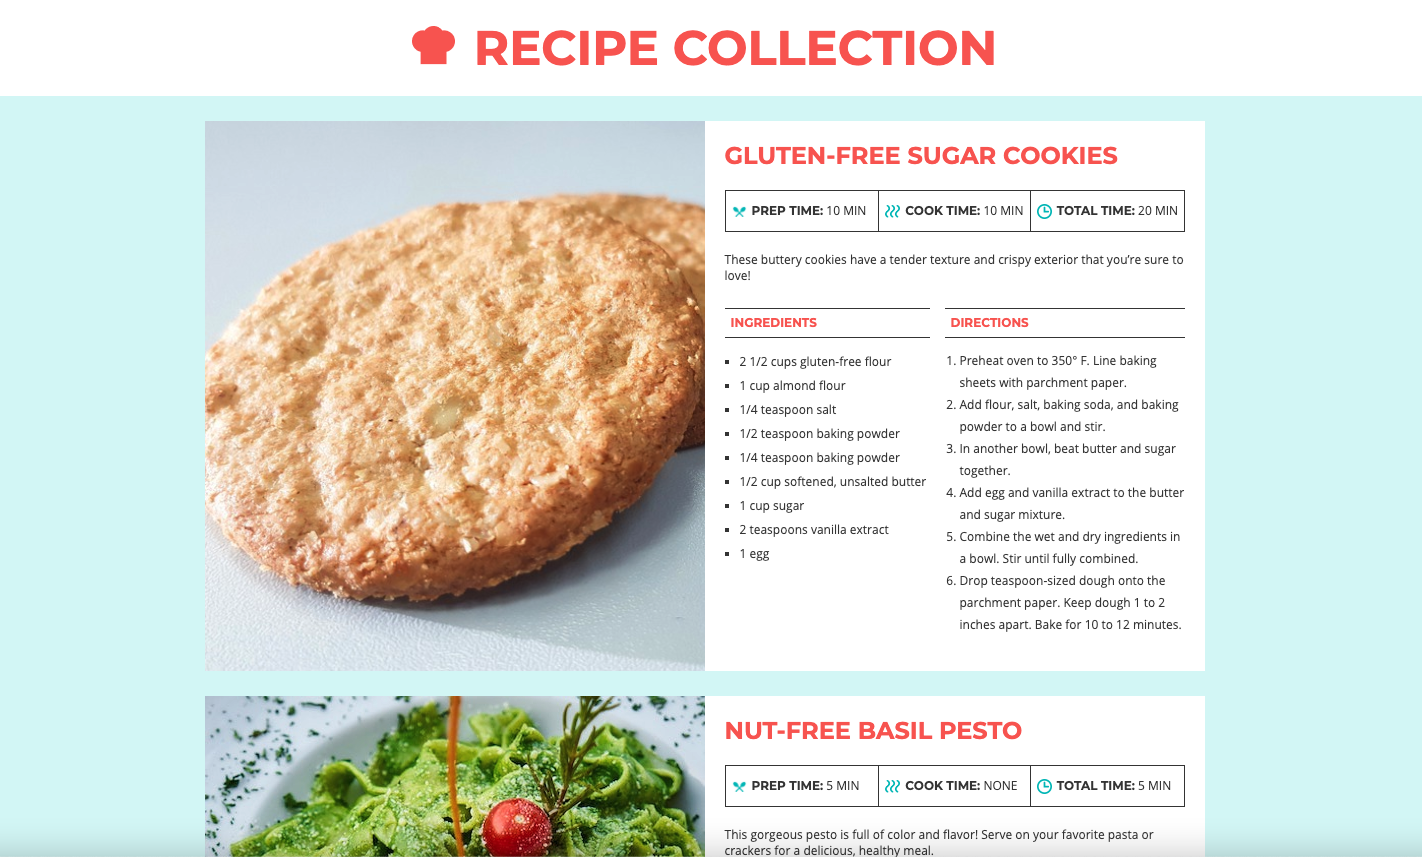 RECIPE COLLECTION
GLUTEN-FREE SUGAR COOKIES
PREP TIME: 10 MIN
COOK TIME: 10 MIN
TOTAL TIME: 20 MIN
These buttery cookies have a tender texture and crispy exterior that you’re sure to
love!
INGREDIENTS
2 1/2 cups gluten-free flour
1 cup almond flour
1/4 teaspoon salt
1/2 teaspoon baking powder
1/4 teaspoon baking powder
1/2 cup softened, unsalted butter
1 cup sugar
2 teaspoons vanilla extract
1 egg
DIRECTIONS
1. Preheat oven to 350° F. Line baking
sheets with parchment paper.
2. Add flour, salt, baking soda, and baking
powder to a bowl and stir.
3. In another bowl, beat butter and sugar
together.
4. Add egg and vanilla extract to the butter
and sugar mixture.
5. Combine the wet and dry ingredients in
a bowl. Stir until fully combined.
6. Drop teaspoon-sized dough onto the
parchment paper. Keep dough 1 to 2
inches apart. Bake for 10 to 12 minutes.
NUT-FREE BASIL PESTO
PREP TIME: 5 MIN
COOK TIME: NONE
TOTAL TIME: 5 MIN
This gorgeous pesto is full of color and flavor! Serve on your favorite pasta or
crackers for a delicious, healthy meal.